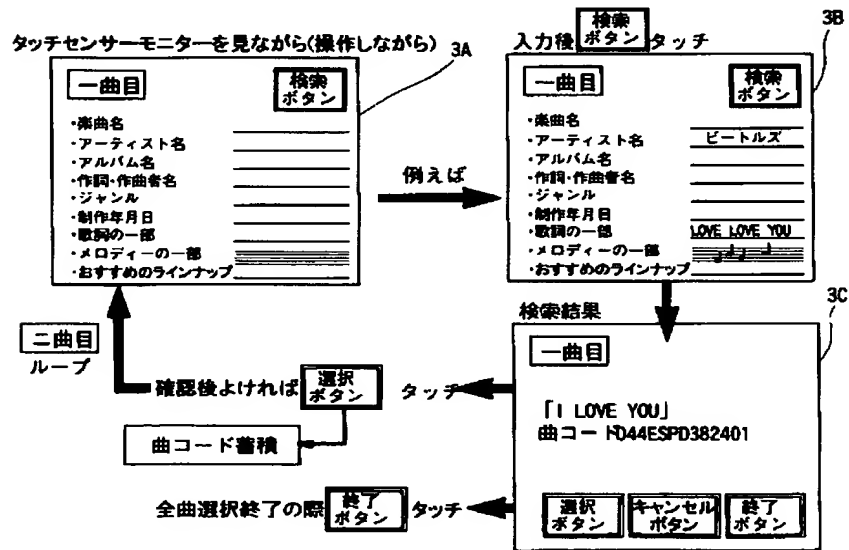 タッチセンサーモニターを見ながら(操作しながら)
3A
一曲目
検索
ボタン
・楽曲名
・アーティスト名
・アルバム名
・作詞・作曲者名
・ジャンル
・制作年月日
・歌詞の一部
・メロディーの一部
・おすすめのラインナップ
例えば
入力後
検索
ボタン
タッチ
3B
一曲目
検索
ボタン
・楽曲名
・アーティスト名 ビートルズ
・アルバム名
・作詞・作曲者名
・ジャンル
・制作年月日
・歌詞の一部 LOVE LOVE YOU
・メロディーの一部
・おすすめのラインナップ
検索結果
3C
一曲目
「I LOVE YOU」
曲コードD44ESPD382401
選択
ボタン
キャンセル
ボタン
終了
ボタン
二曲目
ループ
確認後よければ
選択
ボタン
タッチ
曲コード蓄積
全曲選択終了の際
終了
ボタン
タッチ